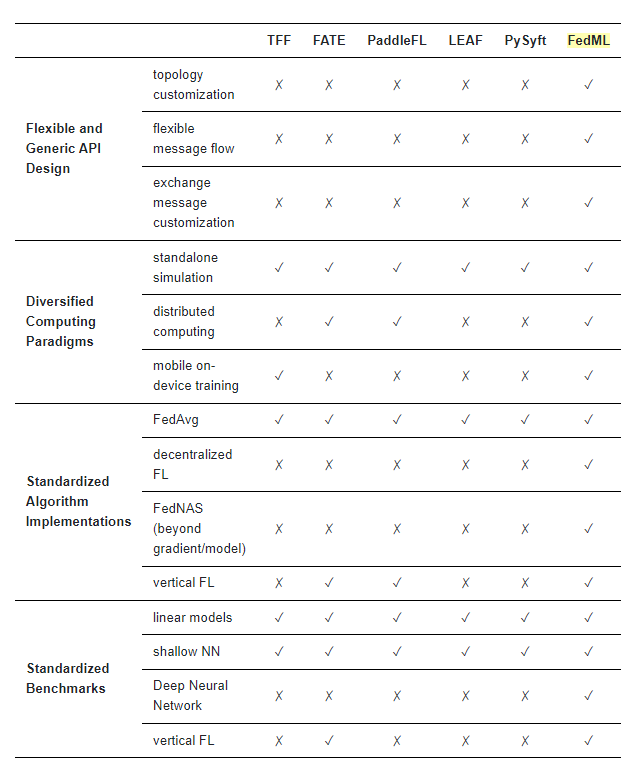 TFF FATE PaddleFL LEAF PySyft FedML
Flexible and
Generic API
Design
topology
customization
✗ ✗ ✗ ✗ ✗ ✓
flexible
message flow
✗ ✗ ✗ ✗ ✗ ✓
exchange
message
customization
✗ ✗ ✗ ✗ ✗ ✓
Diversified
Computing
Paradigms
standalone
simulation
✓ ✓ ✓ ✓ ✓ ✓
distributed
computing
✗ ✓ ✓ ✗ ✗ ✓
mobile on-
device training
✓ ✗ ✗ ✗ ✗ ✓
Standardized
Algorithm
Implementations
FedAvg ✓ ✓ ✓ ✓ ✓ ✓
decentralized
FL
✗ ✗ ✗ ✗ ✗ ✓
FedNAS
(beyond
gradient/model)
✗ ✗ ✗ ✗ ✗ ✓
vertical FL ✗ ✓ ✓ ✗ ✗ ✓
Standardized
Benchmarks
linear models ✓ ✓ ✓ ✓ ✓ ✓
shallow NN ✓ ✓ ✓ ✓ ✓ ✓
Deep Neural
Network
✗ ✗ ✗ ✗ ✗ ✓
vertical FL ✗ ✓ ✗ ✗ ✗ ✓